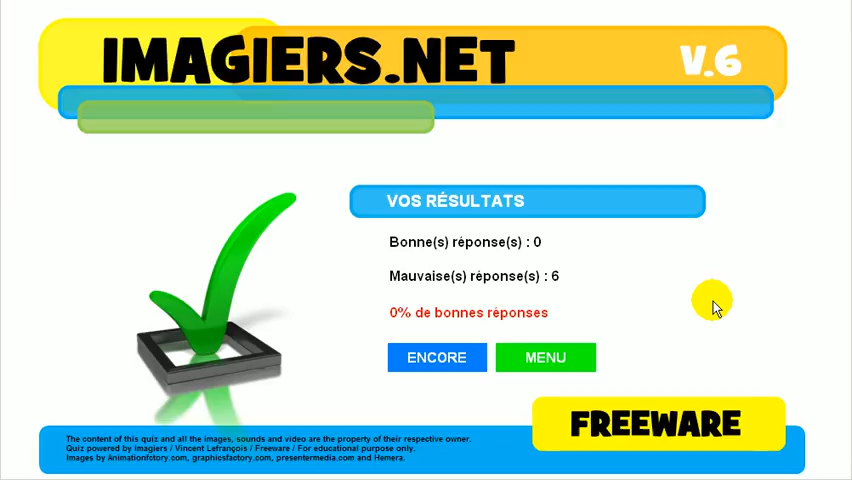 IMAGIERS.NET
V.6
VOS RÉSULTATS
Bonne(s) réponse(s) : 0
Mauvaise(s) réponse(s) : 6
0% de bonnes réponses
ENCORE
MENU
FREEWARE
The content of this quiz and all the images, sounds and video are the property of their respective owner.
Quiz powered by Imagiers / Vincent Lefrançois / Freeware / For educational purpose only.
Images by Animationfctory.com, graphicsfactory.com, presentermedia.com and Hemera.